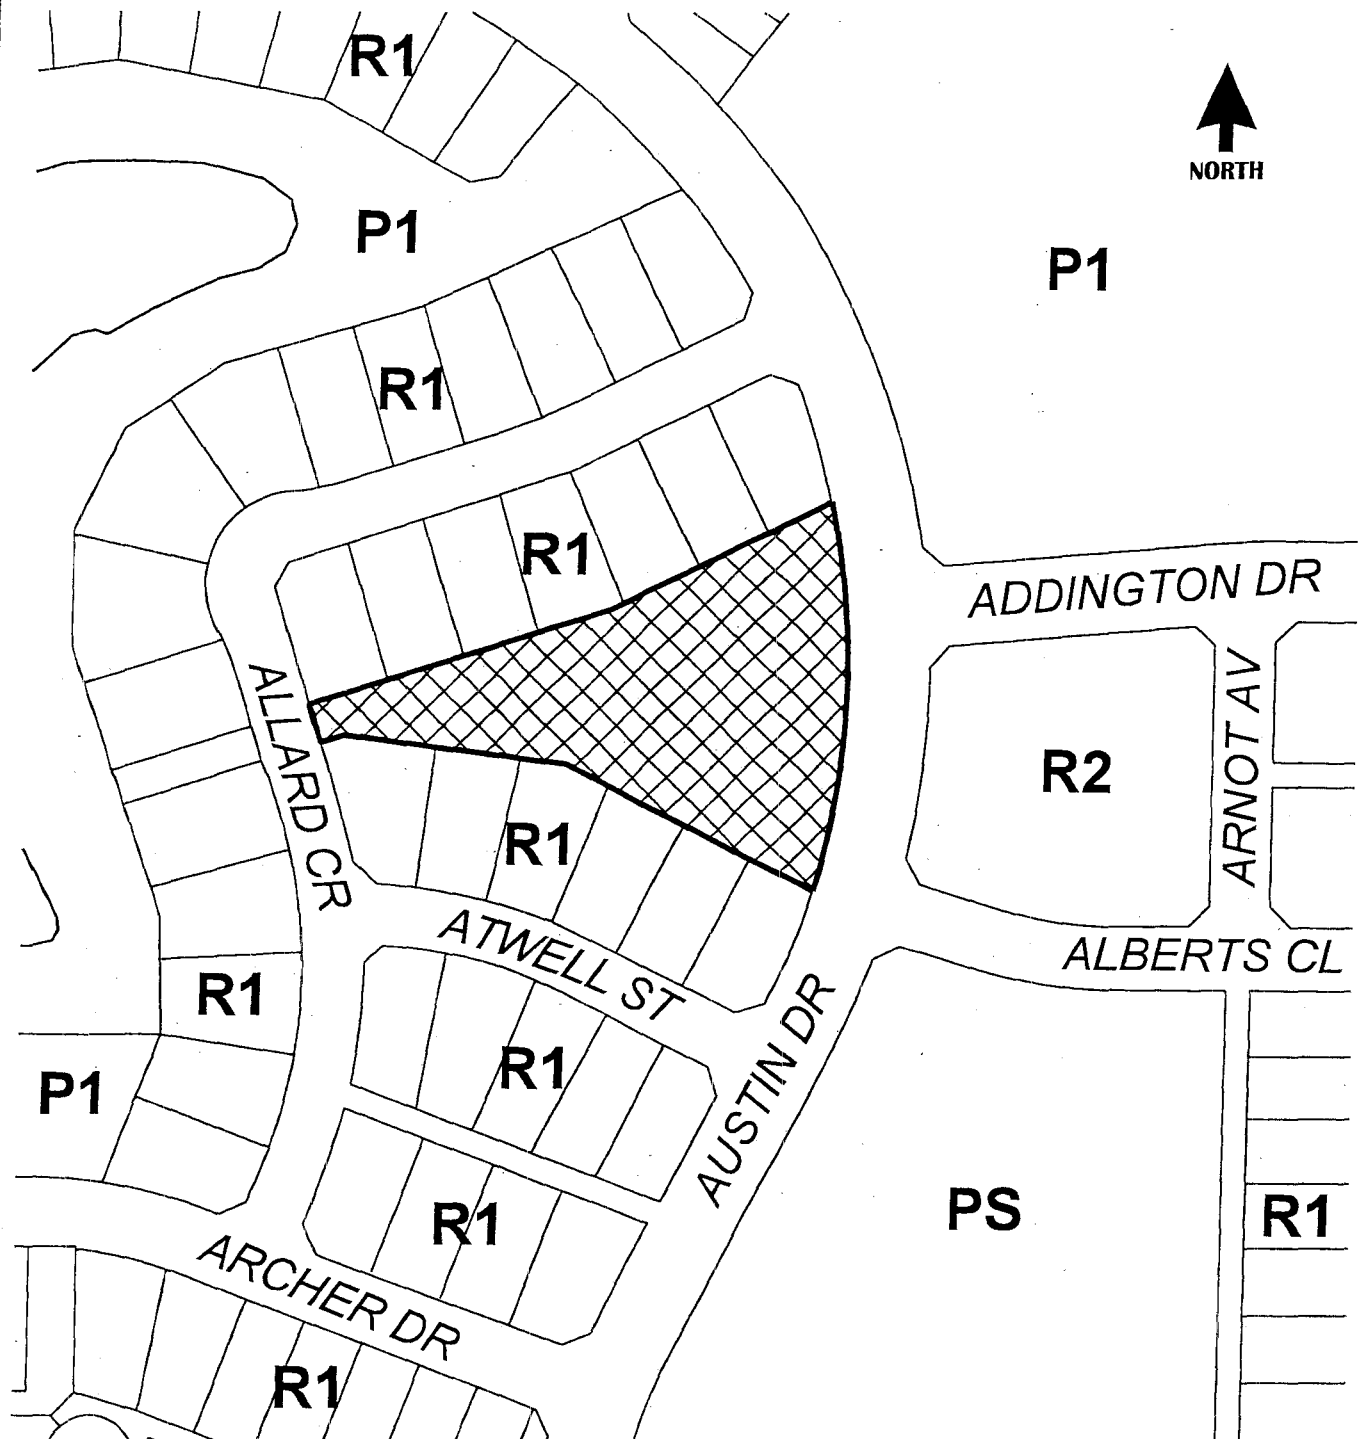 R1
NORTH
P1
P1
R1
R1
ADDINGTON DR
ALLARD CR
ARNOT AV
R2
R1
ATWELL ST
ALBERTS CL
R1
AUSTIN DR
R1
P1
PS
R1
R1
ARCHER DR
R1